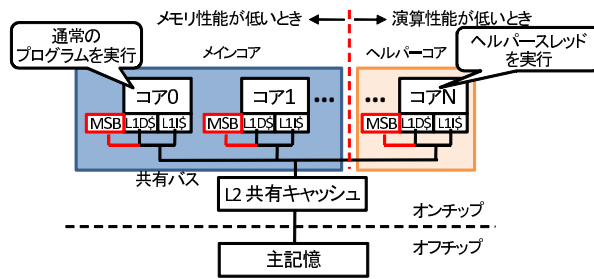 メモリ性能が低いとき
演算性能が低いとき
通常の
プログラムを実行
メインコア
ヘルパーコア
ヘルパースレッド
を実行
コア0
コア1
…
…
コアN
MSB L1D$ L1I$
MSB L1D$ L1I$
MSB L1D$ L1I$
共有バス
L2 共有キャッシュ
オンチップ
オフチップ
主記憶